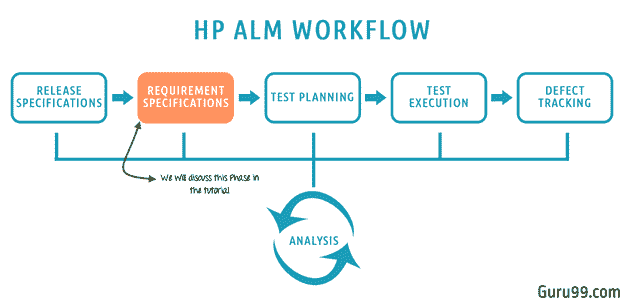 HP ALM WORKFLOW
RELEASE
SPECIFICATIONS
REQUIREMENT
SPECIFICATIONS
TEST PLANNING
TEST
EXECUTION
DEFECT
TRACKING
We will discuss this Phase in
the tutorial
ANALYSIS
Guru99.com